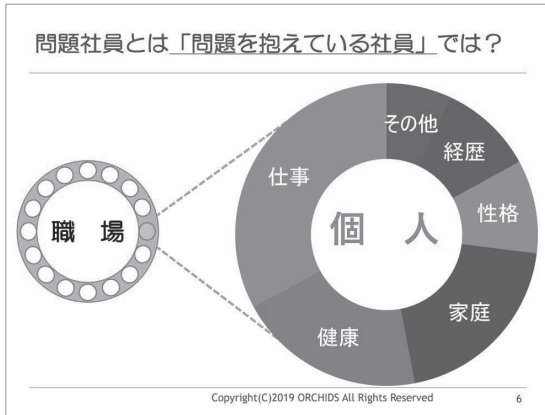 問題社員とは「問題を抱えている社員」では？
その他
経歴
仕事
性格
職　場
個　人
家庭
健康
Copyright(C)2019 ORCHIDS All Rights Reserved
6